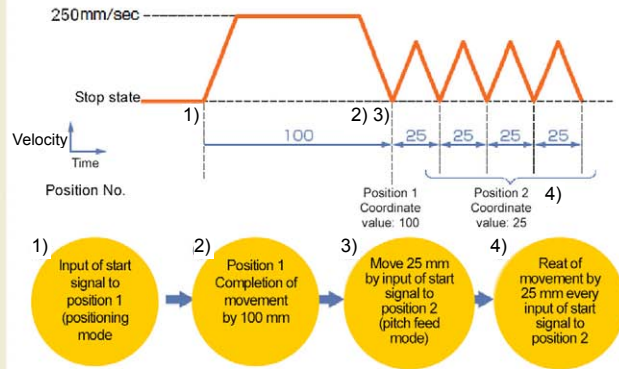 250mm/sec
Stop state
1)
2) 3)
100
25
25
25
25
Velocity
Time
Position No.
Position 1
Coordinate
value: 100
Position 2
Coordinate
value: 25
4)
1)
Input of start
signal to
position 1
(positioning
mode
2)
Position 1
Completion of
movement
by 100 mm
3)
Move 25 mm
by input of start
signal to
position 2
(pitch feed
mode)
4)
Reat of
movement by
25 mm every
input of start
signal to
position 2